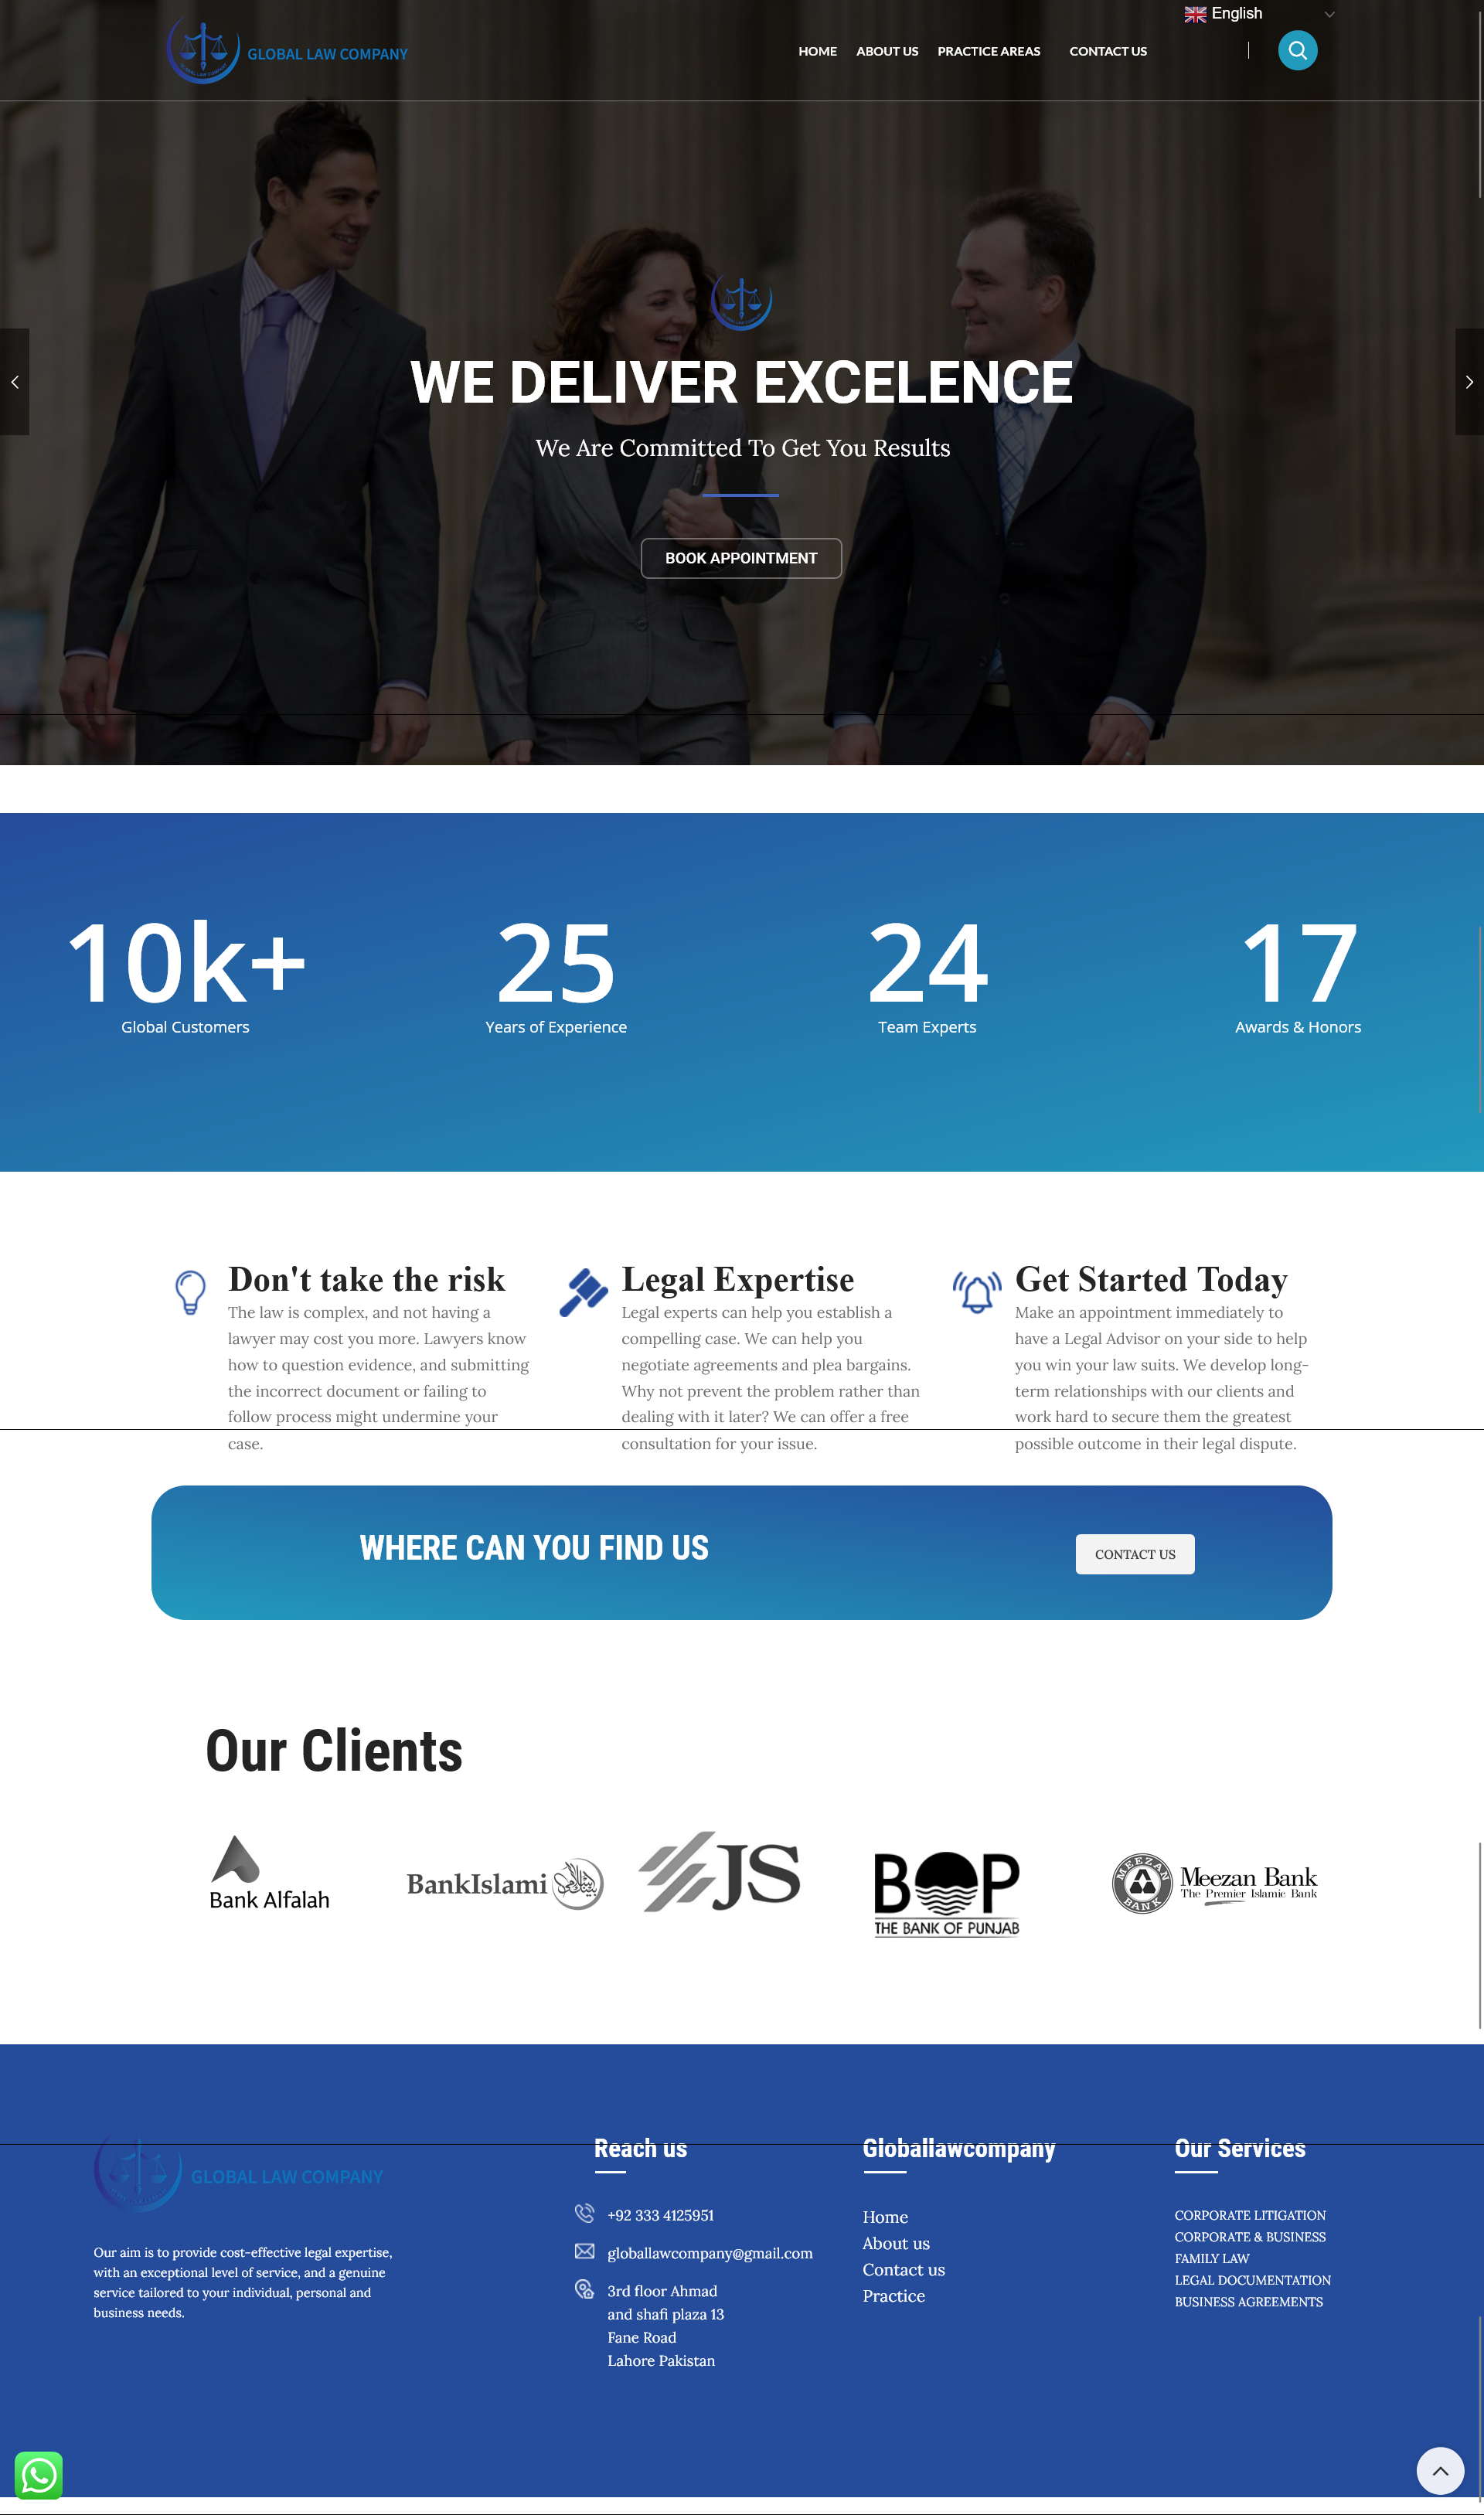 English
GLOBAL LAW COMPANY
HOME ABOUT US PRACTICE AREAS CONTACT US
WE DELIVER EXCELENCE
We Are Committed To Get You Results
BOOK APPOINTMENT
10k+
Global Customers
25
Years of Experience
24
Team Experts
17
Awards & Honors
Don't take the risk
The law is complex, and not having a
lawyer may cost you more. Lawyers know
how to question evidence, and submitting
the incorrect document or failing to
follow process might undermine your
case.
Legal Expertise
Legal experts can help you establish a
compelling case. We can help you
negotiate agreements and plea bargains.
Why not prevent the problem rather than
dealing with it later? We can offer a free
consultation for your issue.
Get Started Today
Make an appointment immediately to
have a Legal Advisor on your side to help
you win your law suits. We develop long-
term relationships with our clients and
work hard to secure them the greatest
possible outcome in their legal dispute.
WHERE CAN YOU FIND US
CONTACT US
Our Clients
Bank Alfalah
BankIslami
JS
BOP
THE BANK OF PUNJAB
MEEZAN BANK
Meezan Bank
The Premier Islamic Bank
GLOBAL LAW COMPANY
Our aim is to provide cost-effective legal expertise,
with an exceptional level of service, and a genuine
service tailored to your individual, personal and
business needs.
Reach us
+92 333 4125951
globallawcompany@gmail.com
3rd floor Ahmad
and shafi plaza 13
Fane Road
Lahore Pakistan
Globallawcompany
Home
About us
Contact us
Practice
Our Services
CORPORATE LITIGATION
CORPORATE & BUSINESS
FAMILY LAW
LEGAL DOCUMENTATION
BUSINESS AGREEMENTS